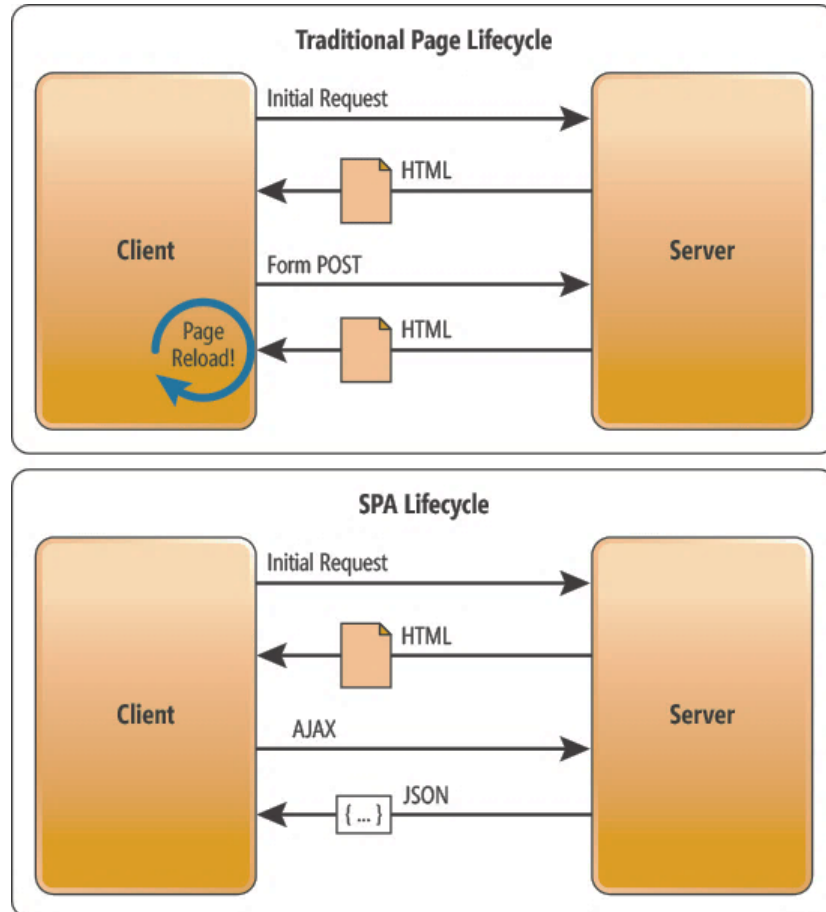 Traditional Page Lifecycle
Initial Request
HTML
Client
Server
Form POST
HTML
Page
Reload!
SPA Lifecycle
Initial Request
HTML
Client
Server
AJAX
JSON
{ ... }